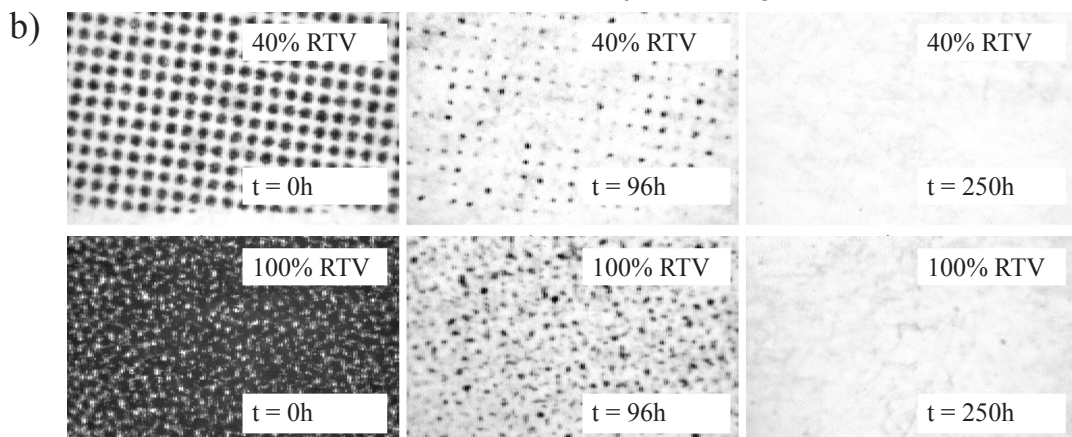 b)
40% RTV
40% RTV
40% RTV
t = 0h
t = 96h
t = 250h
100% RTV
100% RTV
100% RTV
t = 0h
t = 96h
t = 250h